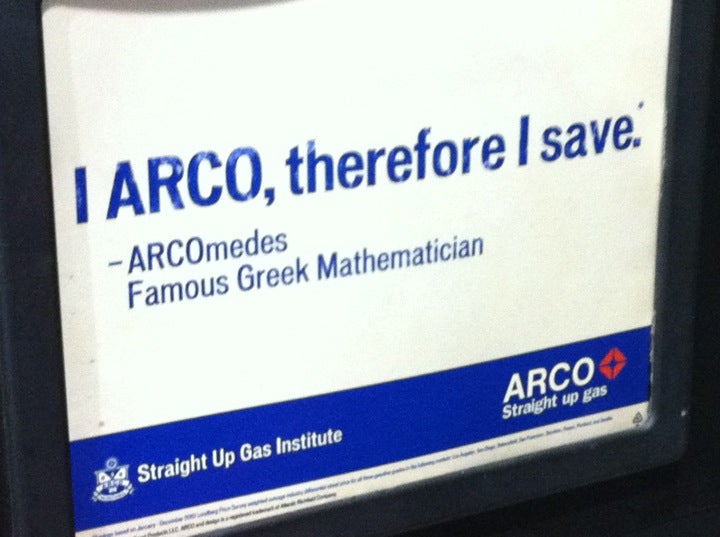 I ARCO, therefore I save.*
–ARCOmedes
Famous Greek Mathematician
ARCO
Straight up gas
Straight Up Gas Institute